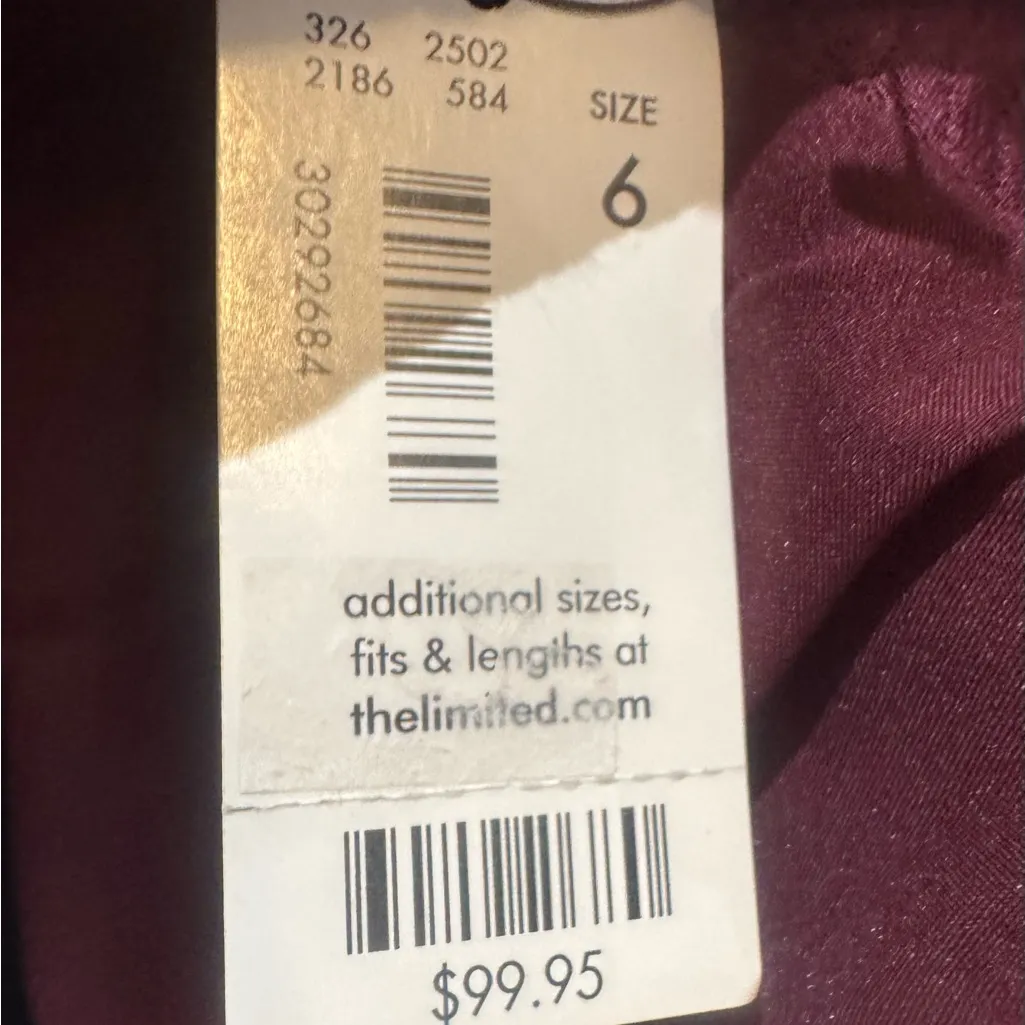 326 2502
2186 584
SIZE
6
30292684
additional sizes,
fits & lengths at
thelimited.com
$99.95